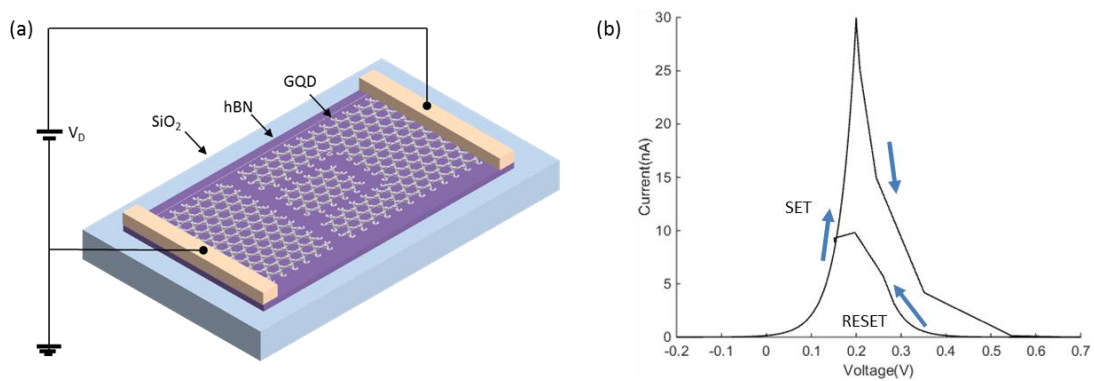 (a)
GQD
hBN
SiO₂
V_D
(b)
30
25
20
15
10
5
0
Current(nA)
SET
RESET
-0.2
-0.1
0
0.1
0.2
0.3
0.4
0.5
0.6
0.7
Voltage(V)